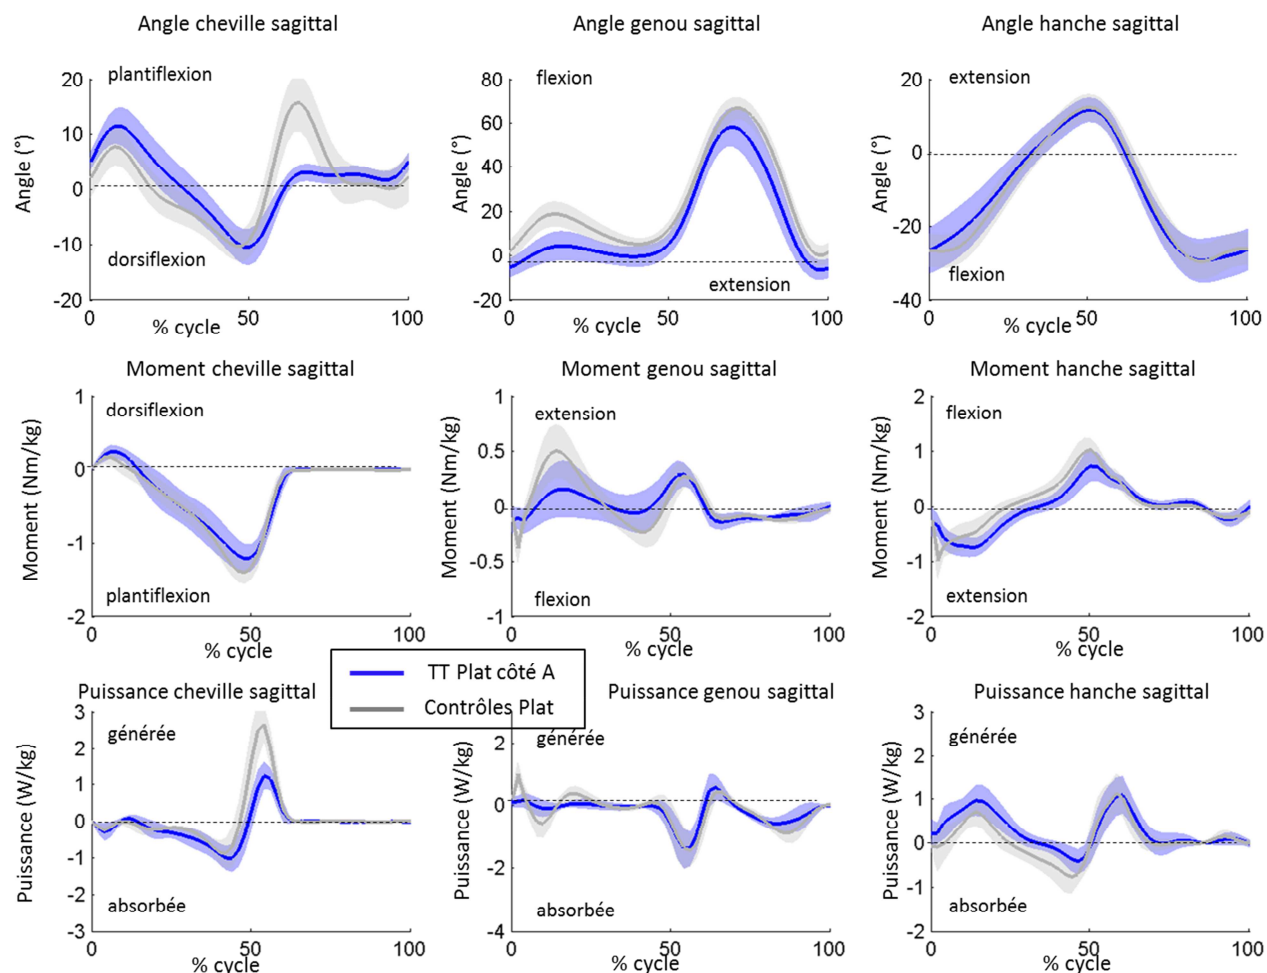 Angle cheville sagittal
Angle genou sagittal
Angle hanche sagittal
plantiflexion
dorsiflexion
Angle (°)
20
10
0
-10
-20
0
50
100
% cycle
flexion
extension
Angle (°)
80
60
40
20
0
20
0
50
100
% cycle
extension
flexion
Angle (°)
20
0
-20
-40
0
50
100
% cycle
Moment cheville sagittal
Moment genou sagittal
Moment hanche sagittal
dorsiflexion
plantiflexion
Moment (Nm/kg)
1
0
-1
-2
0
50
100
% cycle
extension
flexion
Moment (Nm/kg)
1
0.5
0
-0.5
-1
0
50
100
flexion
extension
Moment (Nm/kg)
2
1
0
-1
-2
0
50
100
% cycle
TT Plat côté A
Contrôles Plat
Puissance cheville sagittal
Puissance genou sagittal
Puissance hanche sagittal
générée
absorbée
Puissance (W/kg)
3
2
1
0
-1
-2
-3
0
50
100
% cycle
générée
absorbée
Puissance (W/kg)
2
0
-2
-4
0
50
100
% cycle
générée
absorbée
Puissance (W/kg)
3
2
1
0
-1
-2
0
50
100
% cycle